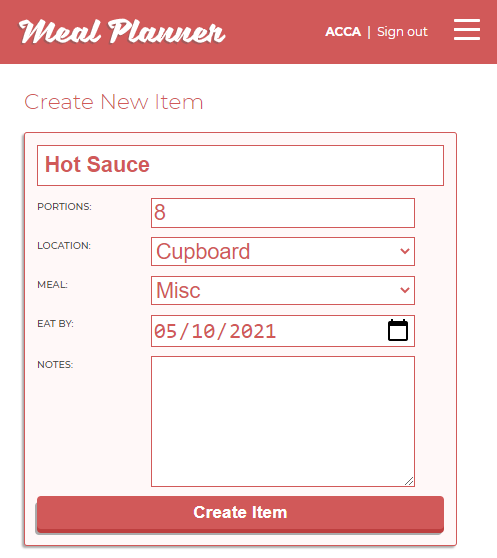 Meal Planner
ACCA | Sign out
Create New Item
Hot Sauce
PORTIONS: 8
LOCATION: Cupboard
MEAL: Misc
EAT BY: 05/10/2021
NOTES:
Create Item